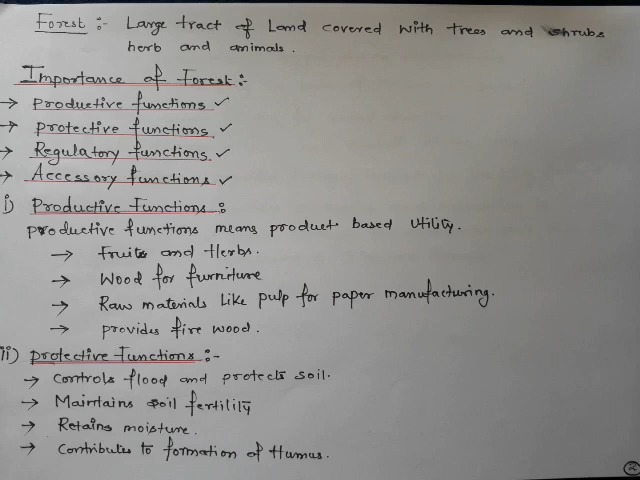 Forest :- Large tract of Land covered with trees and shrubs
herb and animals.
Importance of Forest :-
→ Productive functions ✓
→ protective functions ✓
→ Regulatory functions ✓
→ Accessory functions ✓
i) Productive Functions :
productive functions means product based utility.
→ Fruits and Herbs.
→ Wood for furniture
→ Raw materials Like pulp for paper manufacturing.
→ provides fire wood.
ii) protective Functions :-
→ Controls flood and protects soil.
→ Maintains soil fertility
→ Retains moisture.
→ Contributes to formation of Humus.